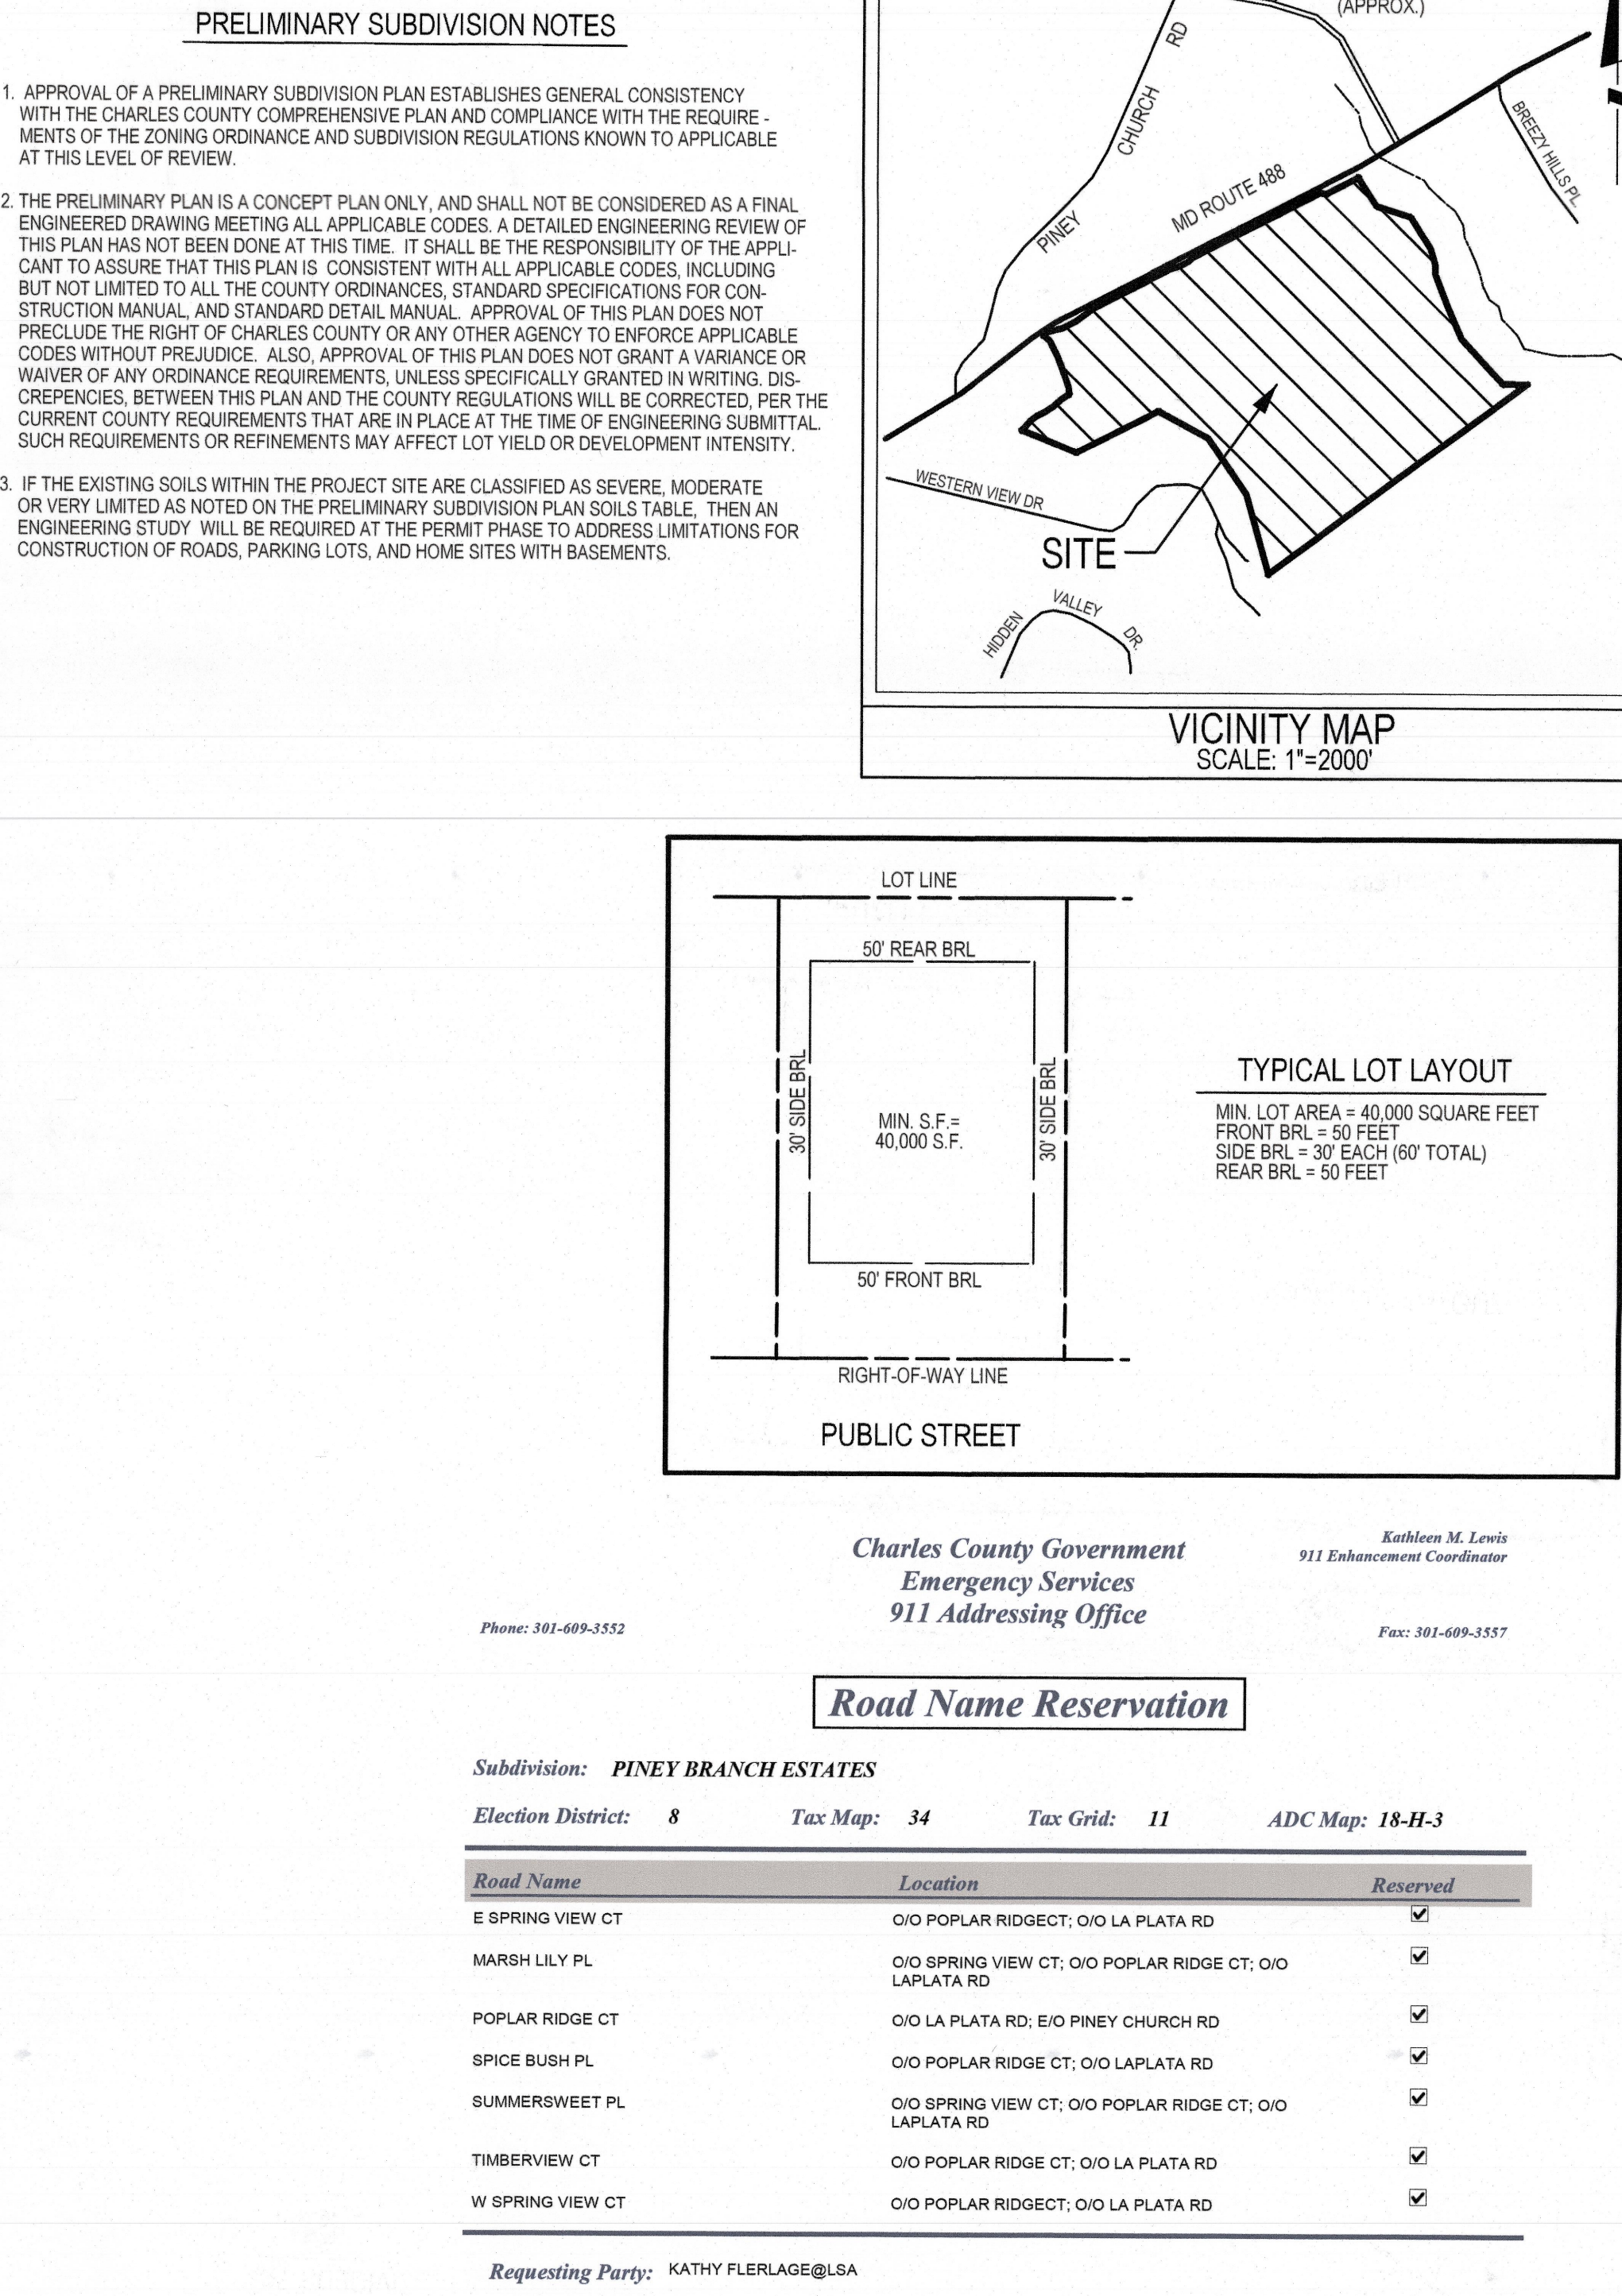 PRELIMINARY SUBDIVISION NOTES
1. APPROVAL OF A PRELIMINARY SUBDIVISION PLAN ESTABLISHES GENERAL CONSISTENCY
WITH THE CHARLES COUNTY COMPREHENSIVE PLAN AND COMPLIANCE WITH THE REQUIRE -
MENTS OF THE ZONING ORDINANCE AND SUBDIVISION REGULATIONS KNOWN TO APPLICABLE
AT THIS LEVEL OF REVIEW.
2. THE PRELIMINARY PLAN IS A CONCEPT PLAN ONLY, AND SHALL NOT BE CONSIDERED AS A FINAL
ENGINEERED DRAWING MEETING ALL APPLICABLE CODES. A DETAILED ENGINEERING REVIEW OF
THIS PLAN HAS NOT BEEN DONE AT THIS TIME. IT SHALL BE THE RESPONSIBILITY OF THE APPLI-
CANT TO ASSURE THAT THIS PLAN IS CONSISTENT WITH ALL APPLICABLE CODES, INCLUDING
BUT NOT LIMITED TO ALL THE COUNTY ORDINANCES, STANDARD SPECIFICATIONS FOR CON-
STRUCTION MANUAL, AND STANDARD DETAIL MANUAL. APPROVAL OF THIS PLAN DOES NOT
PRECLUDE THE RIGHT OF CHARLES COUNTY OR ANY OTHER AGENCY TO ENFORCE APPLICABLE
CODES WITHOUT PREJUDICE. ALSO, APPROVAL OF THIS PLAN DOES NOT GRANT A VARIANCE OR
WAIVER OF ANY ORDINANCE REQUIREMENTS, UNLESS SPECIFICALLY GRANTED IN WRITING. DIS-
CREPENCIES, BETWEEN THIS PLAN AND THE COUNTY REGULATIONS WILL BE CORRECTED, PER THE
CURRENT COUNTY REQUIREMENTS THAT ARE IN PLACE AT THE TIME OF ENGINEERING SUBMITTAL.
SUCH REQUIREMENTS OR REFINEMENTS MAY AFFECT LOT YIELD OR DEVELOPMENT INTENSITY.
3. IF THE EXISTING SOILS WITHIN THE PROJECT SITE ARE CLASSIFIED AS SEVERE, MODERATE
OR VERY LIMITED AS NOTED ON THE PRELIMINARY SUBDIVISION PLAN SOILS TABLE, THEN AN
ENGINEERING STUDY WILL BE REQUIRED AT THE PERMIT PHASE TO ADDRESS LIMITATIONS FOR
CONSTRUCTION OF ROADS, PARKING LOTS, AND HOME SITES WITH BASEMENTS.
(APPROX.)
PINEY CHURCH RD
MD ROUTE 488
BREEZY HILLS PL.
WESTERN VIEW DR
SITE
HIDDEN VALLEY DR.
VICINITY MAP
SCALE: 1"=2000'
LOT LINE
50' REAR BRL
30' SIDE BRL
MIN. S.F.=
40,000 S.F.
30' SIDE BRL
50' FRONT BRL
RIGHT-OF-WAY LINE
PUBLIC STREET
TYPICAL LOT LAYOUT
MIN. LOT AREA = 40,000 SQUARE FEET
FRONT BRL = 50 FEET
SIDE BRL = 30' EACH (60' TOTAL)
REAR BRL = 50 FEET
Charles County Government
Emergency Services
911 Addressing Office
Kathleen M. Lewis
911 Enhancement Coordinator
Phone: 301-609-3552
Fax: 301-609-3557
Road Name Reservation
Subdivision: PINEY BRANCH ESTATES
Election District: 8 Tax Map: 34 Tax Grid: 11 ADC Map: 18-H-3
Road Name Location Reserved
E SPRING VIEW CT O/O POPLAR RIDGECT; O/O LA PLATA RD
MARSH LILY PL O/O SPRING VIEW CT; O/O POPLAR RIDGE CT; O/O
LAPLATA RD
POPLAR RIDGE CT O/O LA PLATA RD; E/O PINEY CHURCH RD
SPICE BUSH PL O/O POPLAR RIDGE CT; O/O LAPLATA RD
SUMMERSWEET PL O/O SPRING VIEW CT; O/O POPLAR RIDGE CT; O/O
LAPLATA RD
TIMBERVIEW CT O/O POPLAR RIDGE CT; O/O LA PLATA RD
W SPRING VIEW CT O/O POPLAR RIDGECT; O/O LA PLATA RD
Requesting Party: KATHY FLERLAGE@LSA